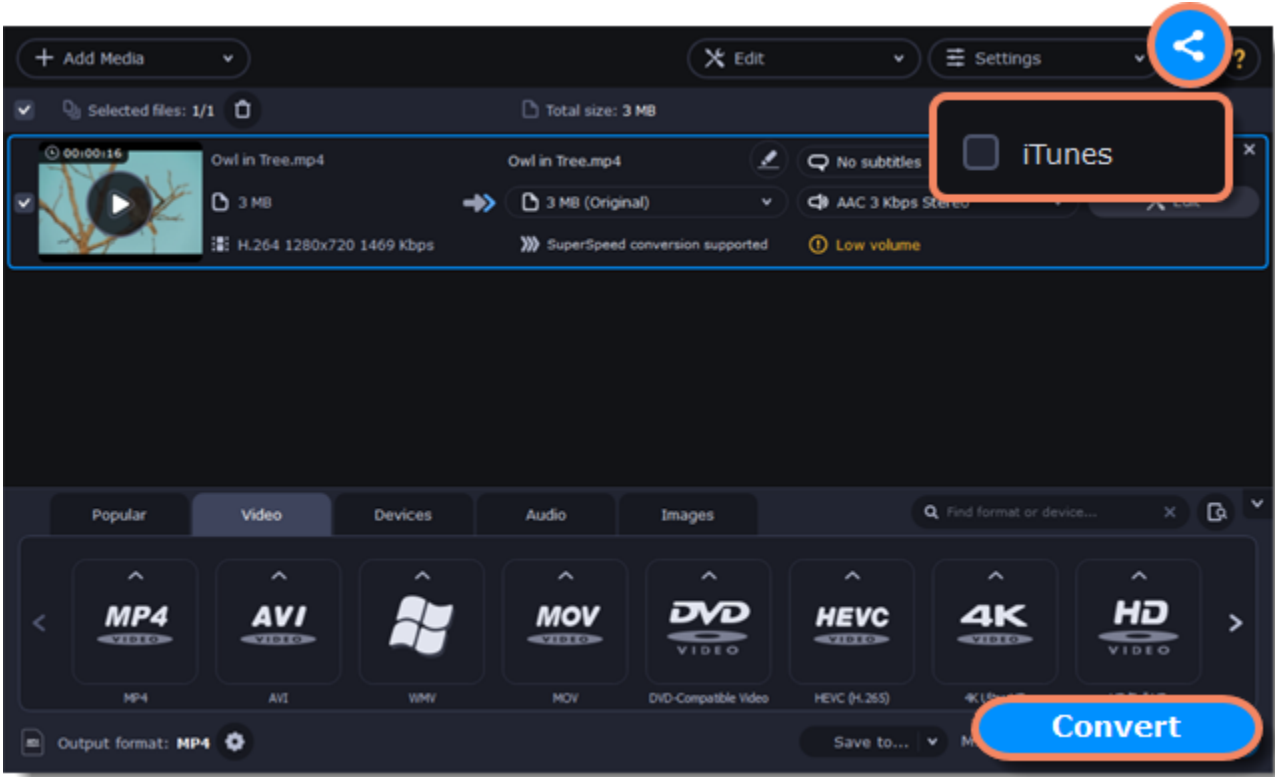 Add Media
Edit
Settings
?
Selected files: 1/1
Total size: 3 MB
iTunes
00:00:16
Owl in Tree.mp4
Owl in Tree.mp4
No subtitles
3 MB
3 MB (Original)
AAC 3 Kbps Stereo
Edit
H.264 1280x720 1469 Kbps
SuperSpeed conversion supported
Low volume
Popular
Video
Devices
Audio
Images
Find format or device...
MP4 VIDEO
AVI VIDEO
MOV VIDEO
DVD VIDEO
HEVC VIDEO
4K VIDEO
HD VIDEO
MP4
AVI
WMV
MOV
DVD-Compatible Video
HEVC (H.265)
Output format: MP4
Save to...
Convert